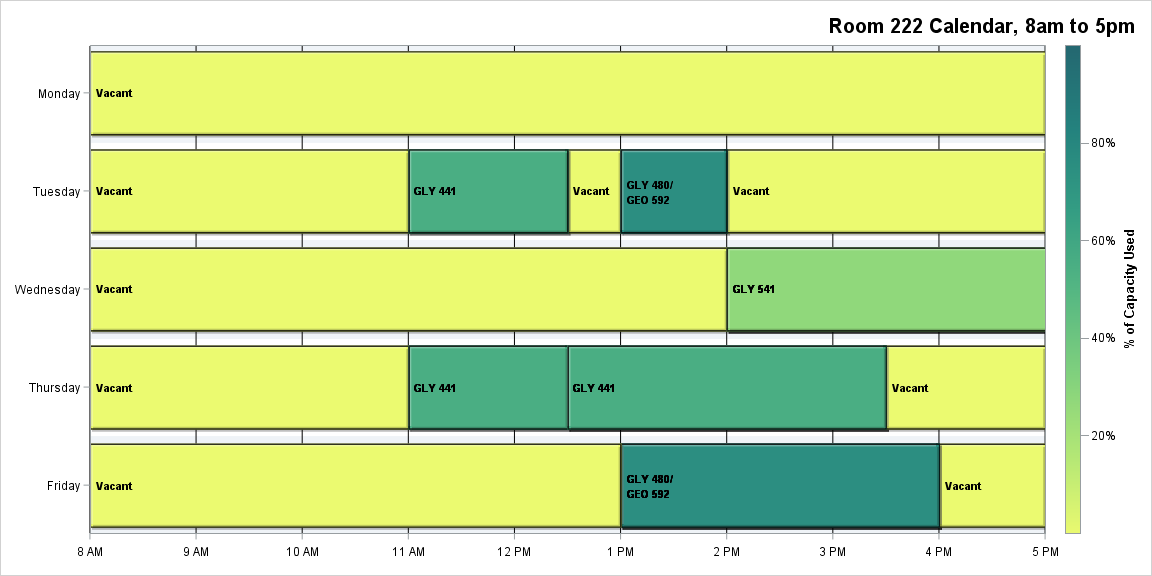 Room 222 Calendar, 8am to 5pm
Monday
Vacant
Tuesday
Vacant
GLY 441
Vacant
GLY 480/
GEO 592
Vacant
Wednesday
Vacant
GLY 541
Thursday
Vacant
GLY 441
GLY 441
Vacant
Friday
Vacant
GLY 480/
GEO 592
Vacant
8 AM
9 AM
10 AM
11 AM
12 PM
1 PM
2 PM
3 PM
4 PM
5 PM
80%
60%
40%
20%
% of Capacity Used